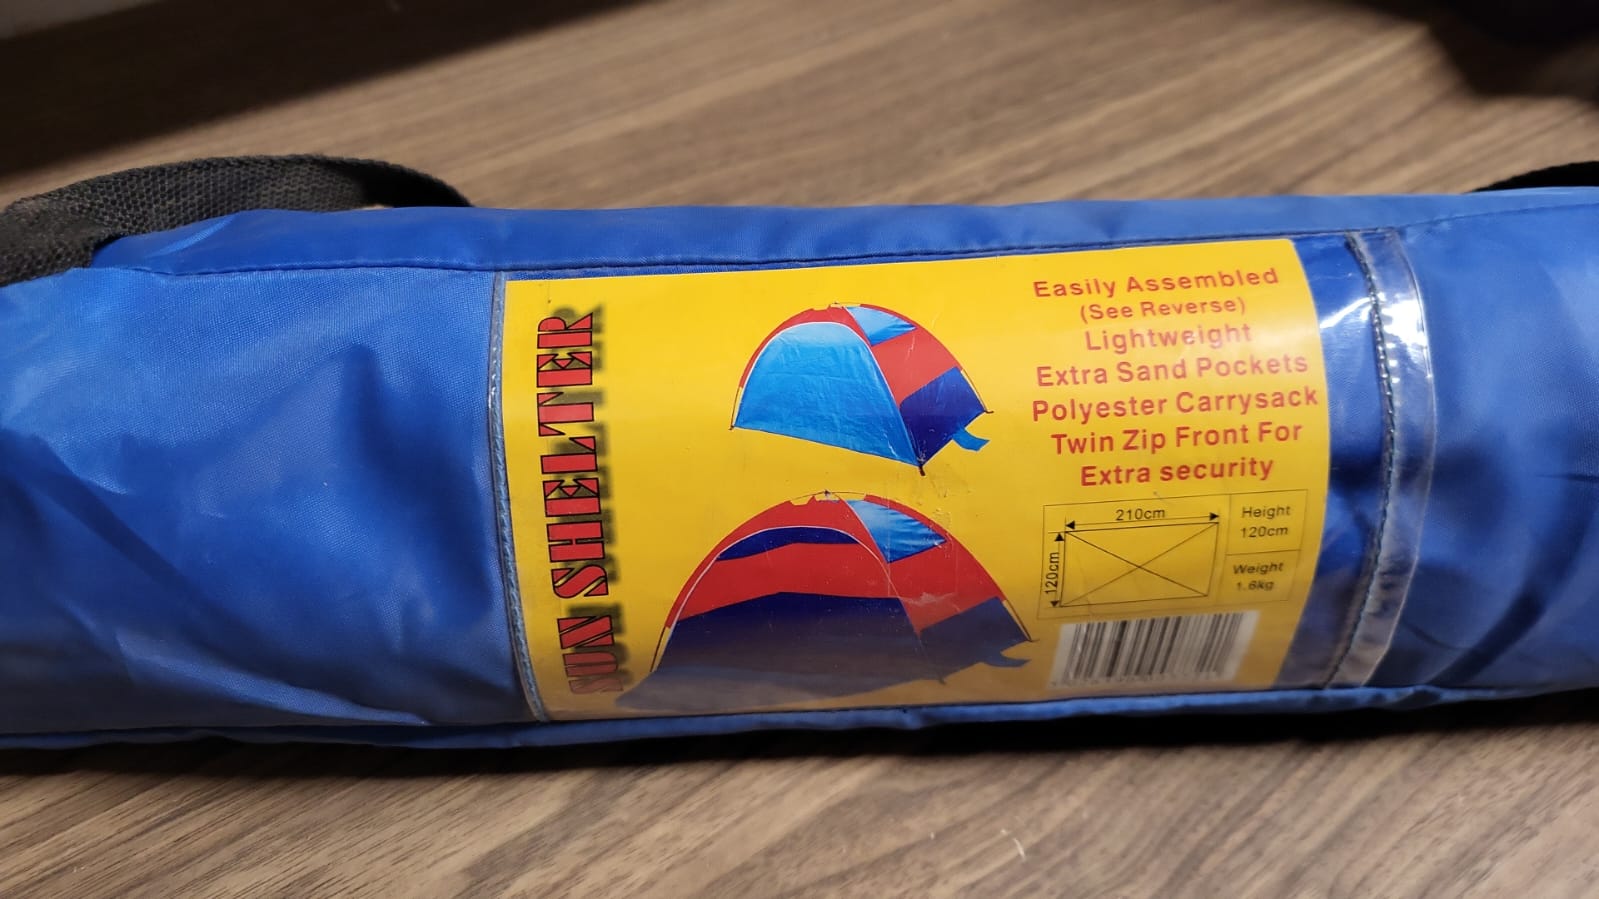 SUN SHELTER
Easily Assembled
(See Reverse)
Lightweight
Extra Sand Pockets
Polyester Carrysack
Twin Zip Front For
Extra security
210cm
120cm
Height
120cm
Weight
1.6kg